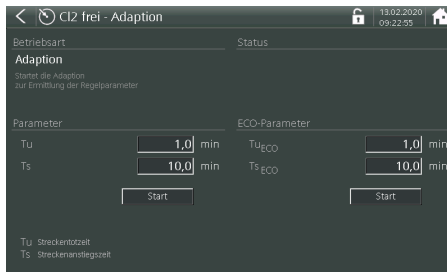 Cl2 frei - Adaption
13.02.2020
09:22:55
Betriebsart
Status
Adaption
Startet die Adaption
zur Ermittlung der Regelparameter
Parameter
ECO-Parameter
Tu 1,0 min
TuECO 1,0 min
Ts 10,0 min
TsECO 10,0 min
Start
Start
Tu Streckentotzeit
Ts Streckenanstiegszeit